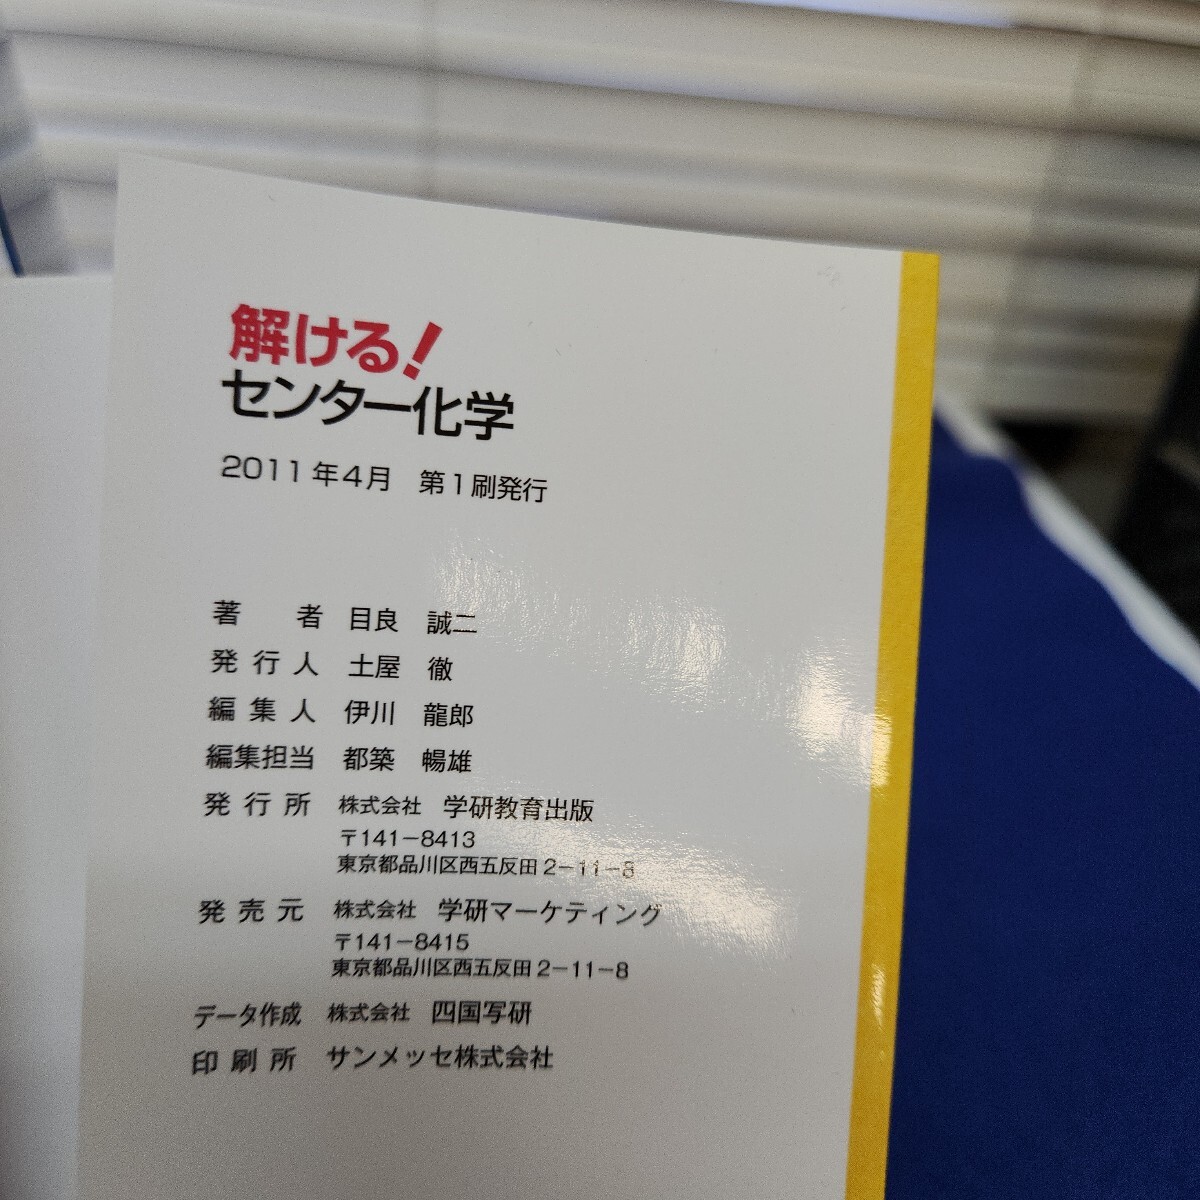 解ける!
センター化学
2011年4月 第1刷発行
著 者 目良 誠二
発行人 土屋 徹
編集人 伊川 龍郎
編集担当 都築 暢雄
発行所 株式会社 学研教育出版
〒141-8413
東京都品川区西五反田2-11-8
発売元 株式会社 学研マーケティング
〒141-8415
東京都品川区西五反田2-11-8
データ作成 株式会社 四国写研
印刷所 サンメッセ株式会社